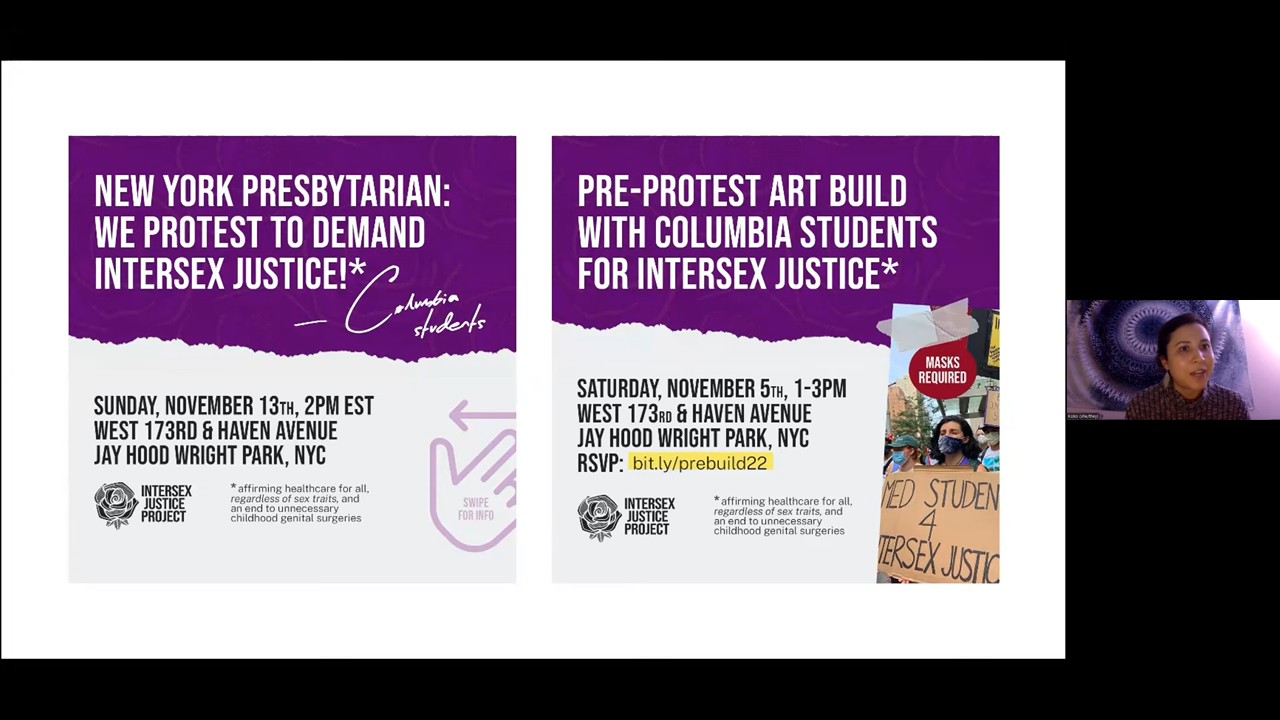 NEW YORK PRESBYTARIAN:
WE PROTEST TO DEMAND
INTERSEX JUSTICE!*
— Columbia
students
SUNDAY, NOVEMBER 13TH, 2PM EST
WEST 173RD & HAVEN AVENUE
JAY HOOD WRIGHT PARK, NYC
INTERSEX
JUSTICE
PROJECT
*affirming healthcare for all,
regardless of sex traits, and
an end to unnecessary
childhood genital surgeries
SWIPE
FOR INFO
PRE-PROTEST ART BUILD
WITH COLUMBIA STUDENTS
FOR INTERSEX JUSTICE*
MASKS
REQUIRED
SATURDAY, NOVEMBER 5TH, 1-3PM
WEST 173RD & HAVEN AVENUE
JAY HOOD WRIGHT PARK, NYC
RSVP: bit.ly/prebuild22
INTERSEX
JUSTICE
PROJECT
*affirming healthcare for all,
regardless of sex traits, and
an end to unnecessary
childhood genital surgeries
MED STUDEN
4
TERSEX JUSTIC